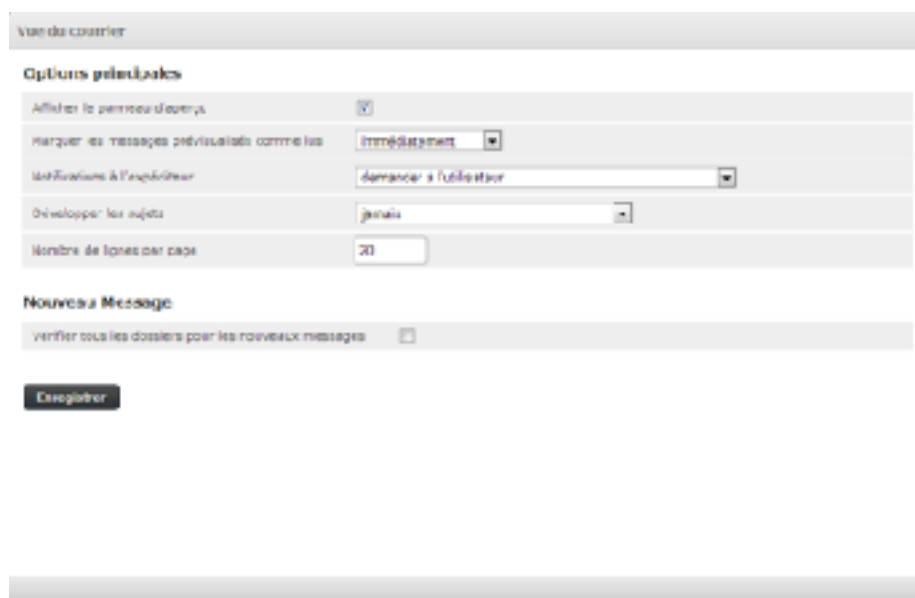 Vue du courrier
Options principales
Afficher le panneau d'aperçu
Marquer les messages prévisualisés comme lus
immédiatement
Notifications à l'expéditeur
demander à l'utilisateur
Développer les sujets
jamais
Nombre de lignes par page
20
Nouveau Message
Vérifier tous les dossiers pour les nouveaux messages
Enregistrer